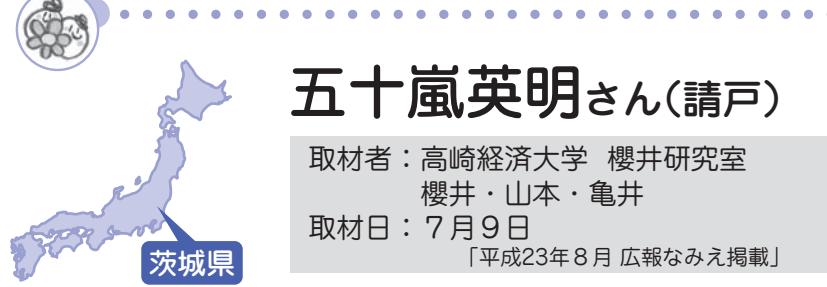 五十嵐英明さん(請戸)
取材者：高崎経済大学 櫻井研究室
櫻井・山本・亀井
取材日：７月９日
「平成23年８月 広報なみえ掲載」
茨城県